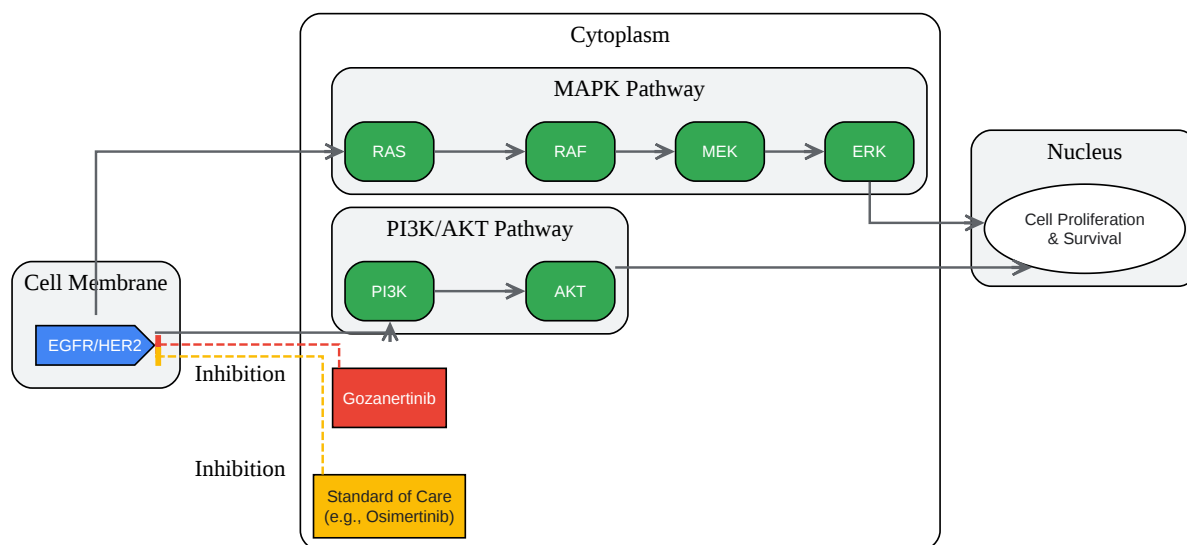 Cytoplasm
MAPK Pathway
RAS
RAF
MEK
ERK
Nucleus
Cell Proliferation
& Survival
PI3K/AKT Pathway
PI3K
AKT
Cell Membrane
EGFR/HER2
Inhibition
Gozanertinib
Inhibition
Standard of Care
(e.g., Osimertinib)